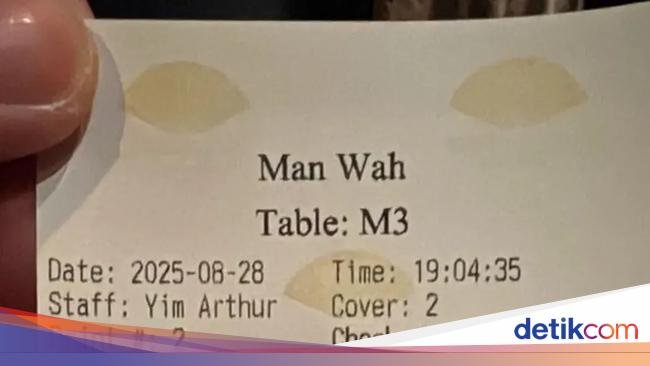 Man Wah
Table: M3
Date: 2025-08-28 Time: 19:04:35
Staff: Yim Arthur Cover: 2
detikcom